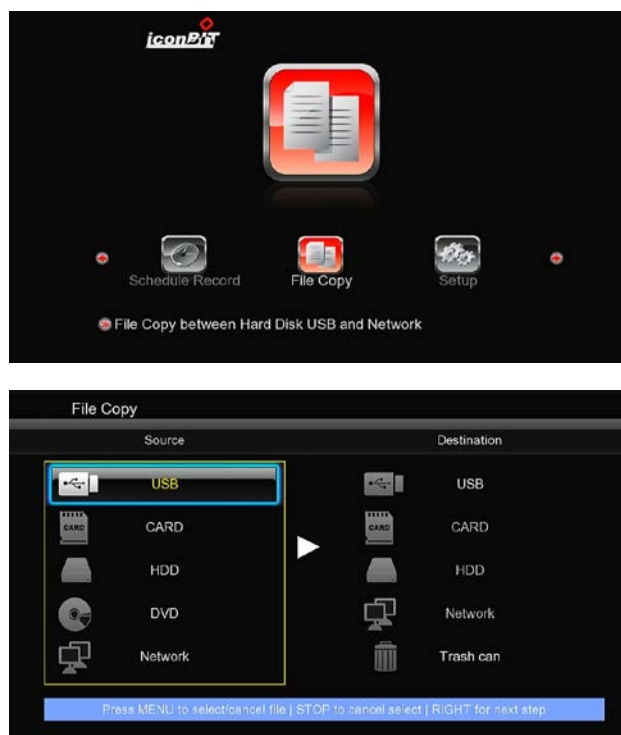 iconBIT
Schedule Record
File Copy
Setup
File Copy between Hard Disk USB and Network
File Copy
Source
Destination
USB
USB
CARD
CARD
CARD
CARD
HDD
HDD
DVD
Network
Network
Trash can
Press MENU to select/cancel file | STOP to cancel select | RIGHT for next step